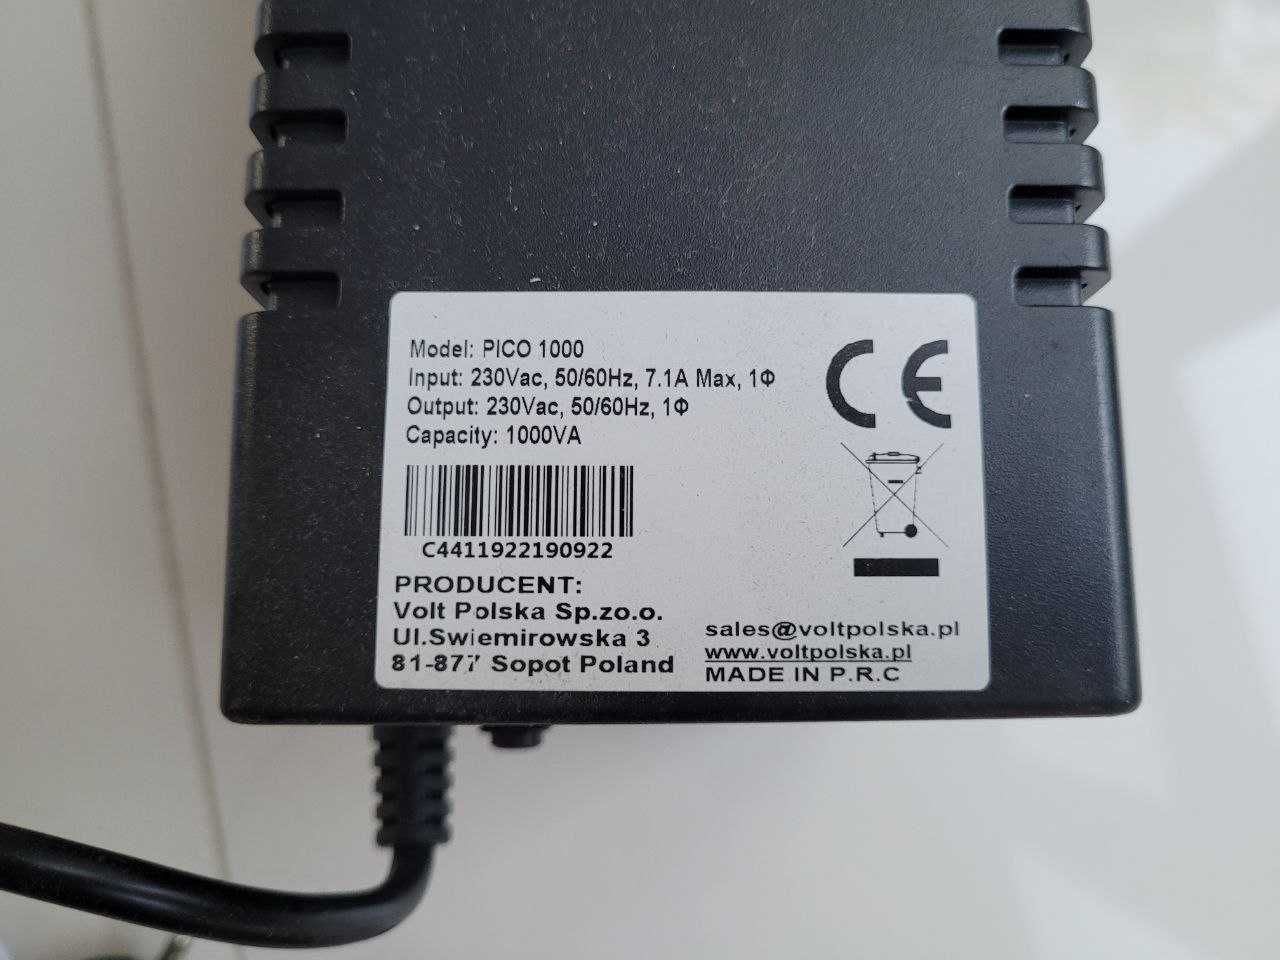 Model: PICO 1000
Input: 230Vac, 50/60Hz, 7.1A Max, 1Φ
Output: 230Vac, 50/60Hz, 1Φ
Capacity: 1000VA
CE
C4411922190922
PRODUCENT:
Volt Polska Sp.zo.o.
Ul.Swiemirowska 3
81-877 Sopot Poland
sales@voltpolska.pl
www.voltpolska.pl
MADE IN P.R.C